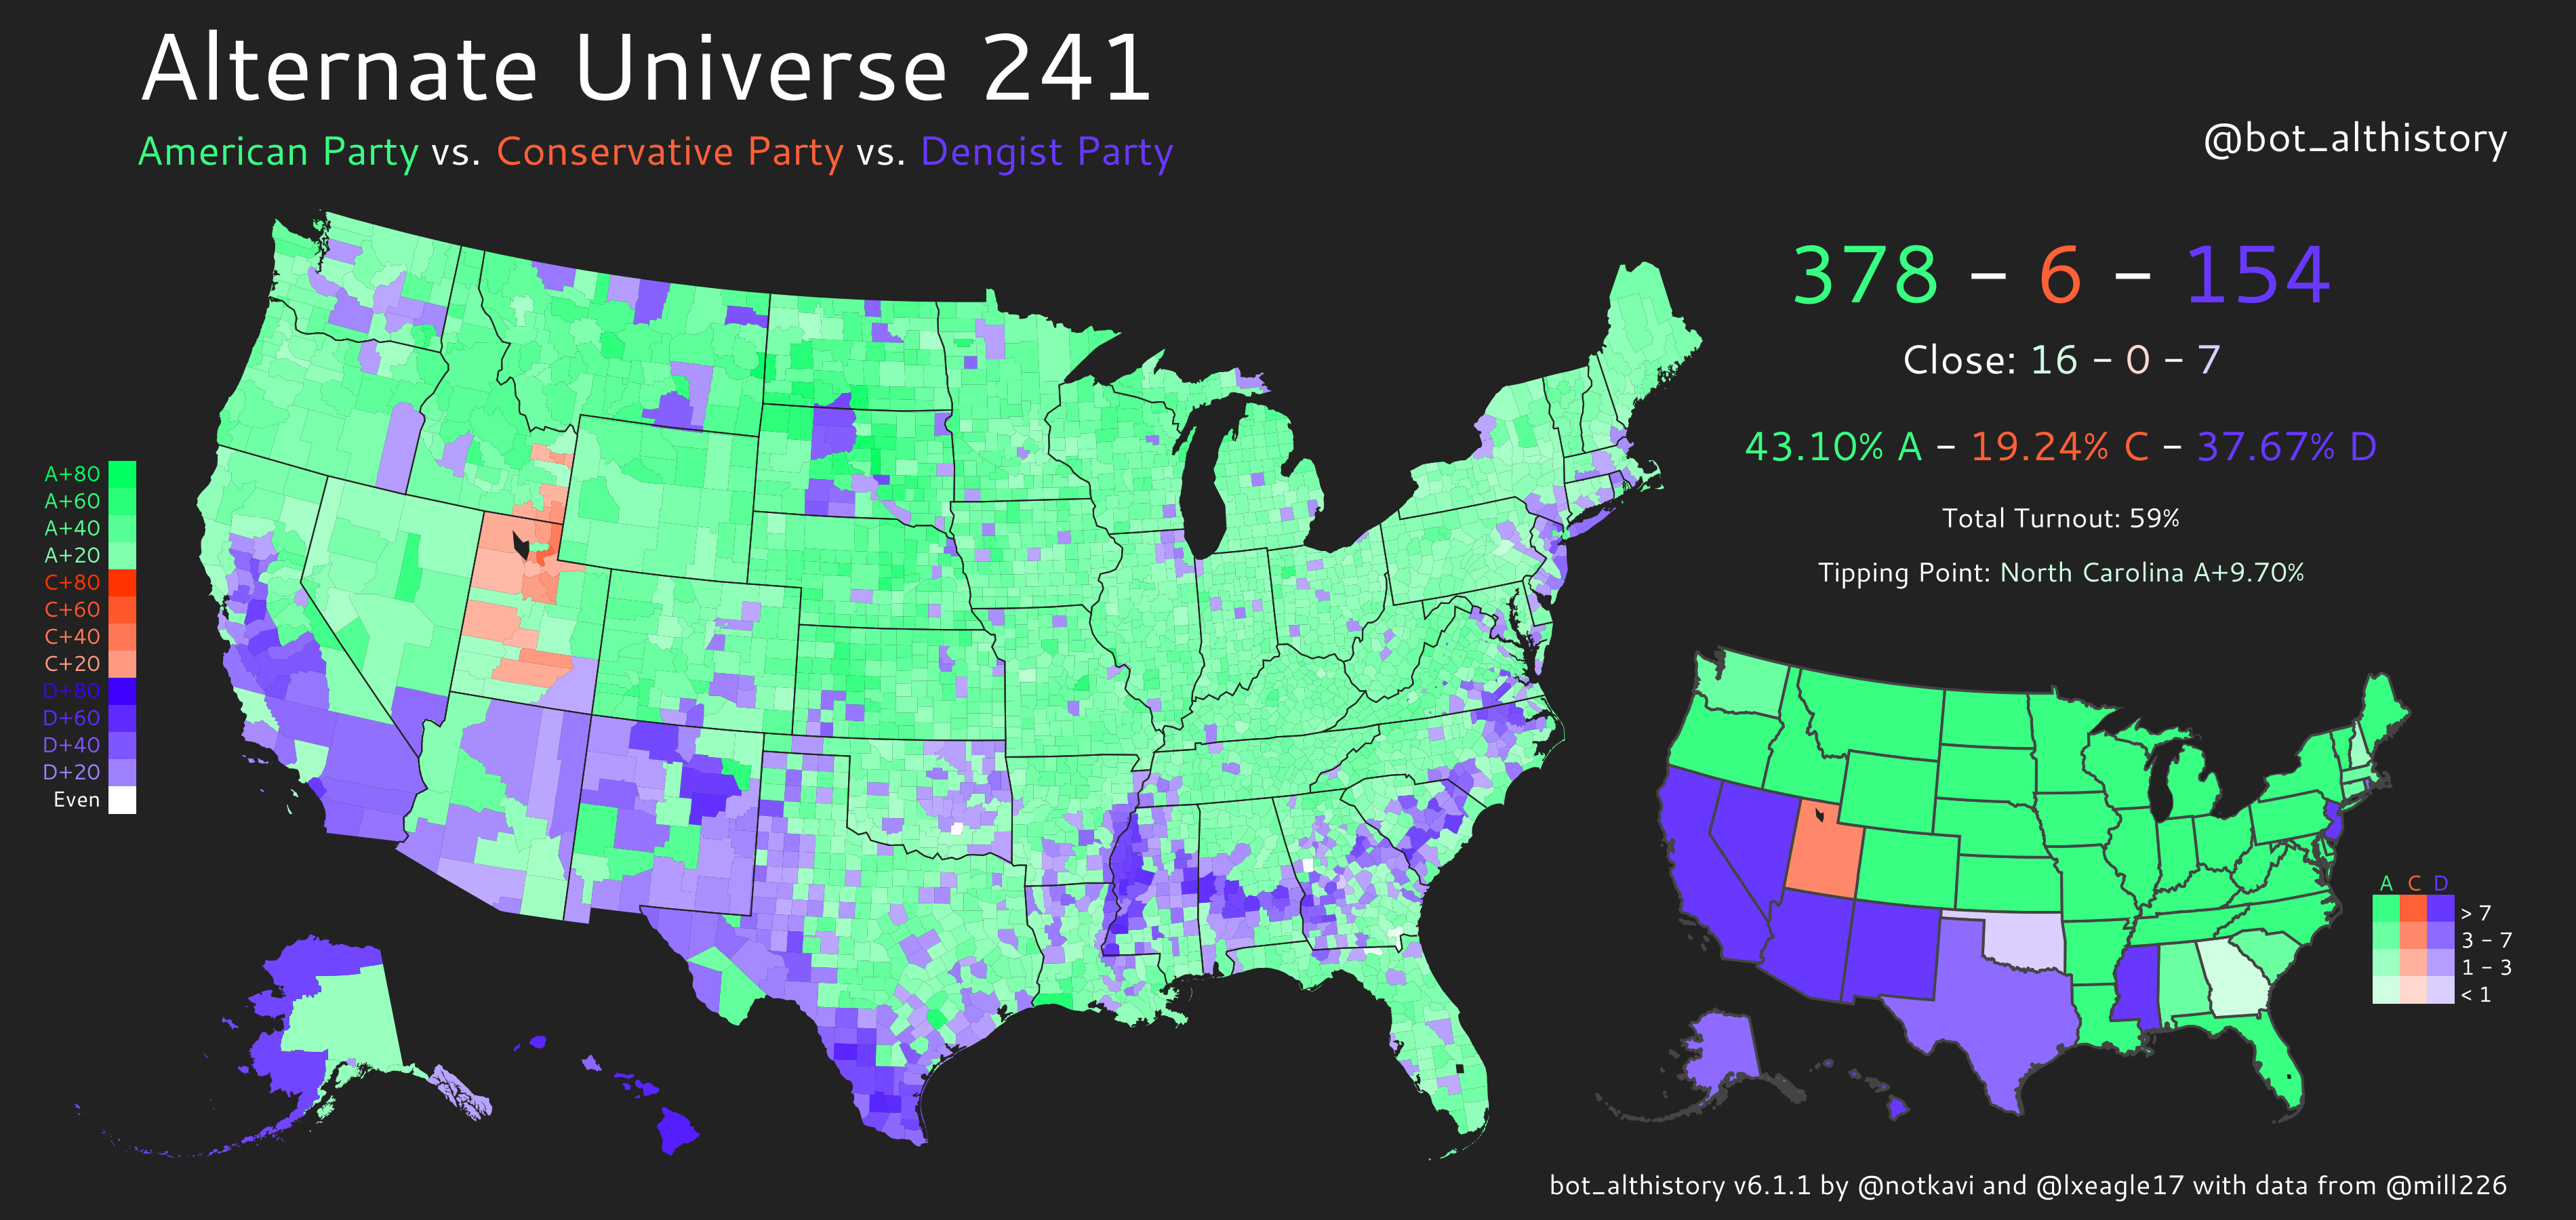 Alternate Universe 241
American Party vs. Conservative Party vs. Dengist Party
@bot_althistory
378 – 6 – 154
Close: 16 – 0 – 7
43.10% A – 19.24% C – 37.67% D
Total Turnout: 59%
Tipping Point: North Carolina A+9.70%
A+80
A+60
A+40
A+20
C+80
C+60
C+40
C+20
D+80
D+60
D+40
D+20
Even
A C D
> 7
3 – 7
1 – 3
< 1
bot_althistory v6.1.1 by @notkavi and @lxeagle17 with data from @mill226